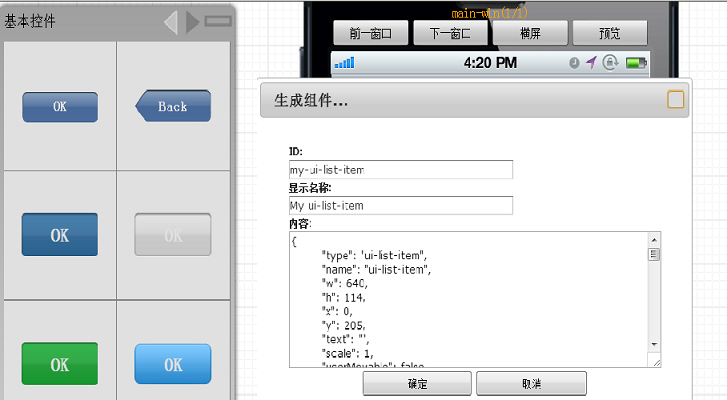 基本控件
OK
Back
OK
OK
OK
OK
main-win(1/1)
前一窗口
下一窗口
横屏
预览
4:20 PM
生成组件...
ID:
my-ui-list-item
显示名称:
My ui-list-item
内容:
{
"type": "ui-list-item",
"name": "ui-list-item",
"w": 640,
"h": 114,
"x": 0,
"y": 205,
"text": "",
"scale": 1,
"userMovable": false,
确定
取消